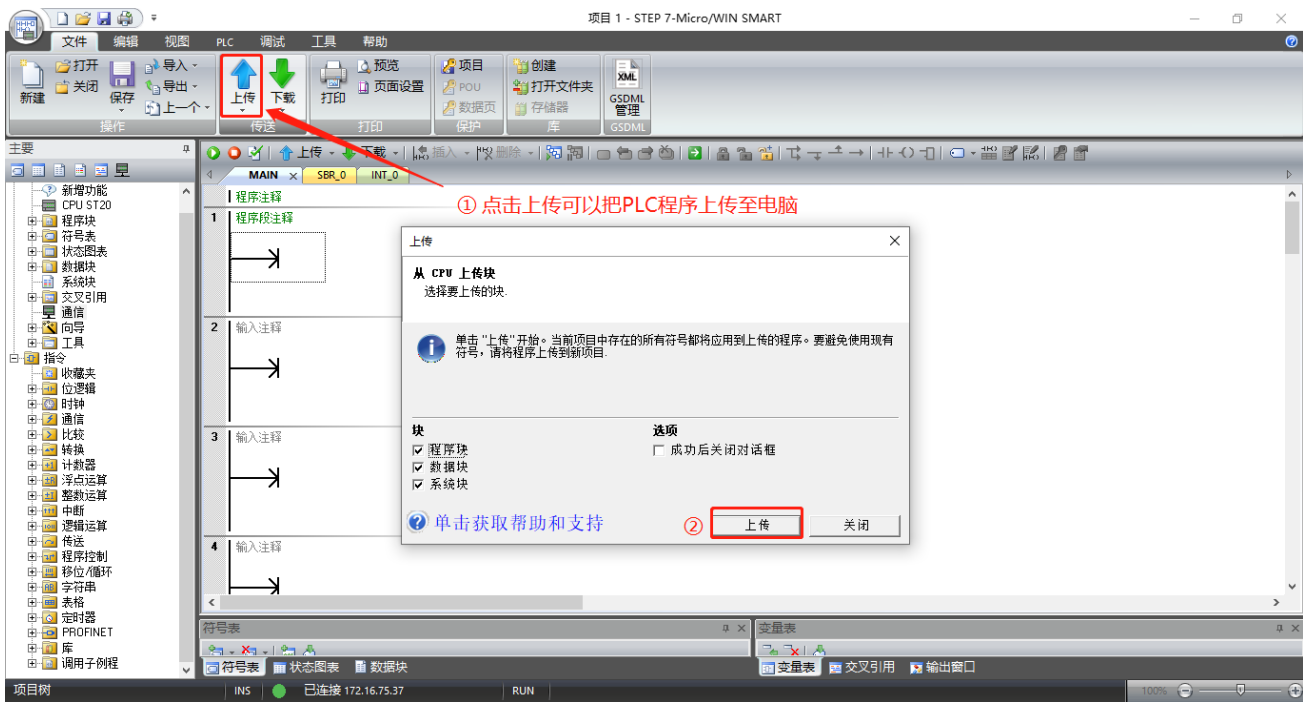 项目 1 - STEP 7-Micro/WIN SMART
文件 编辑 视图 PLC 调试 工具 帮助
新建
打开
关闭
保存
导入
导出
上一个
操作
上传
下载
传送
打印
预览
页面设置
打印
项目
POU
数据页
保护
创建
打开文件夹
存储器
库
XML
GSDML
管理
GSDML
主要
上传 下载 插入 删除
MAIN SBR_0 INT_0
新增功能
CPU ST20
程序块
符号表
状态图表
数据块
系统块
交叉引用
通信
向导
工具
指令
收藏夹
位逻辑
时钟
通信
比较
转换
计数器
浮点运算
整数运算
中断
逻辑运算
传送
程序控制
移位/循环
字符串
表格
定时器
PROFINET
库
调用子例程
程序注释
1 程序段注释
2 输入注释
3 输入注释
4 输入注释
① 点击上传可以把PLC程序上传至电脑
上传
从 CPU 上传块
选择要上传的块.
单击 "上传"开始。当前项目中存在的所有符号都将应用到上传的程序。要避免使用现有
符号，请将程序上传到新项目.
块
程序块
数据块
系统块
选项
成功后关闭对话框
单击获取帮助和支持
② 上传 关闭
符号表
变量表
符号表 状态图表 数据块
变量表 交叉引用 输出窗口
项目树 INS 已连接 172.16.75.37 RUN 100%